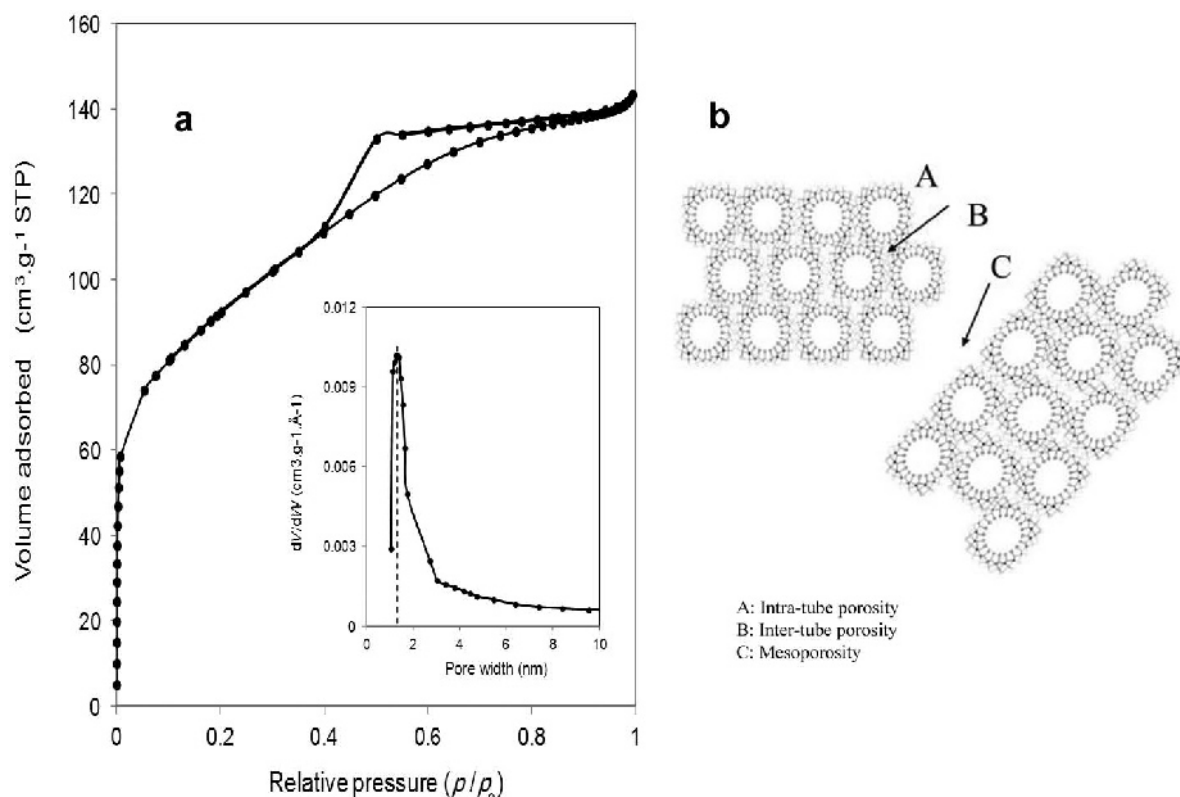 a
Volume adsorbed (cm³.g-¹ STP)
160
140
120
100
80
60
40
20
0
0
0.2
0.4
0.6
0.8
1
Relative pressure (p/p₀)
dV/dW (cm3.g-1.Å-1)
0.012
0.009
0.006
0.003
0
0
2
4
6
8
10
Pore width (nm)
b
A
B
C
A: Intra-tube porosity
B: Inter-tube porosity
C: Mesoporosity